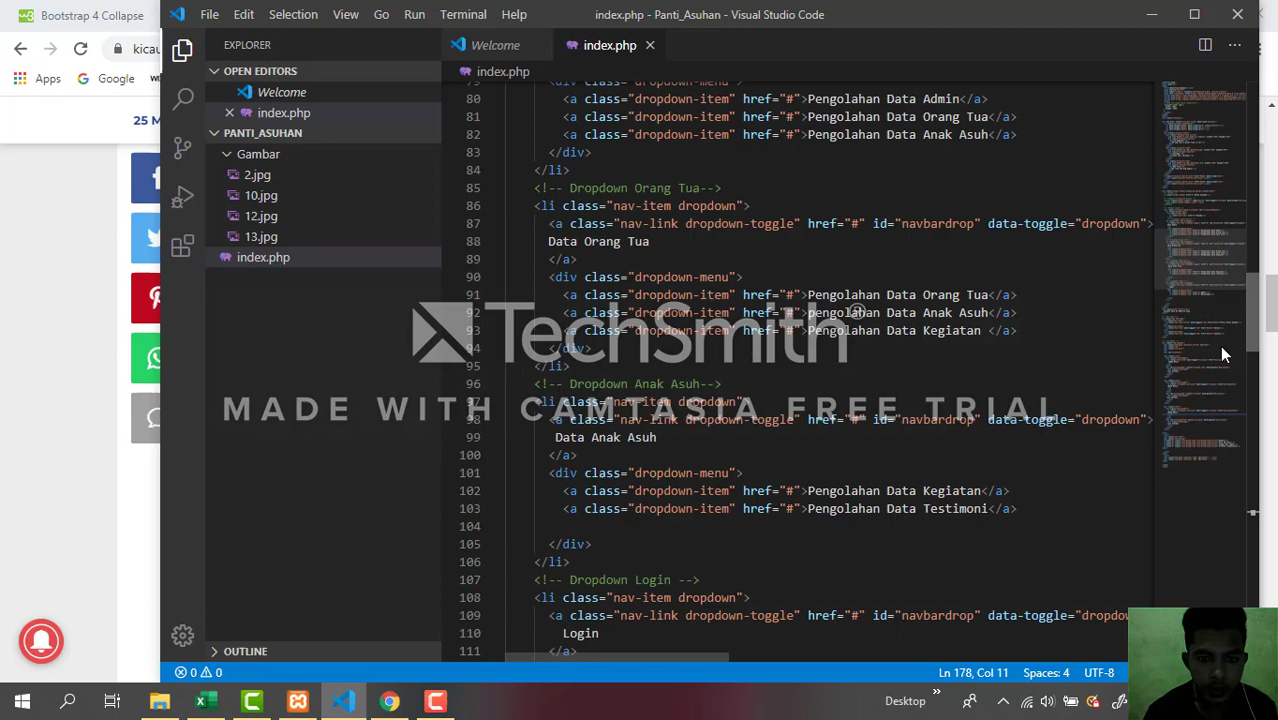 Bootstrap 4 Collapse
kicau
Apps
Google
25 M
File Edit Selection View Go Run Terminal Help
index.php - Panti_Asuhan - Visual Studio Code
EXPLORER
OPEN EDITORS
Welcome
index.php
PANTI_ASUHAN
Gambar
2.jpg
10.jpg
12.jpg
13.jpg
index.php
OUTLINE
Welcome
index.php
index.php
80 <a class="dropdown-item" href="#">Pengolahan Data Admin</a>
81 <a class="dropdown-item" href="#">Pengolahan Data Orang Tua</a>
82 <a class="dropdown-item" href="#">Pengolahan Data Anak Asuh</a>
83 </div>
84 </li>
85 <!-- Dropdown Orang Tua-->
86 <li class="nav-item dropdown">
87 <a class="nav-link dropdown-toggle" href="#" id="navbardrop" data-toggle="dropdown">
88 Data Orang Tua
89 </a>
90 <div class="dropdown-menu">
91 <a class="dropdown-item" href="#">Pengolahan Data Orang Tua</a>
92 <a class="dropdown-item" href="#">Pengolahan Data Anak Asuh</a>
93 <a class="dropdown-item" href="#">Pengolahan Data Kegiatan </a>
94 </div>
95 </li>
96 <!-- Dropdown Anak Asuh-->
97 <li class="nav-item dropdown">
98 <a class="nav-link dropdown-toggle" href="#" id="navbardrop" data-toggle="dropdown">
99 Data Anak Asuh
100 </a>
101 <div class="dropdown-menu">
102 <a class="dropdown-item" href="#">Pengolahan Data Kegiatan</a>
103 <a class="dropdown-item" href="#">Pengolahan Data Testimoni</a>
104
105 </div>
106 </li>
107 <!-- Dropdown Login -->
108 <li class="nav-item dropdown">
109 <a class="nav-link dropdown-toggle" href="#" id="navbardrop" data-toggle="dropdow
110 Login
111 </a>
TechSmith
MADE WITH CAMTASIA FREE TRIAL
0 0
Ln 178, Col 11 Spaces: 4 UTF-8
Desktop